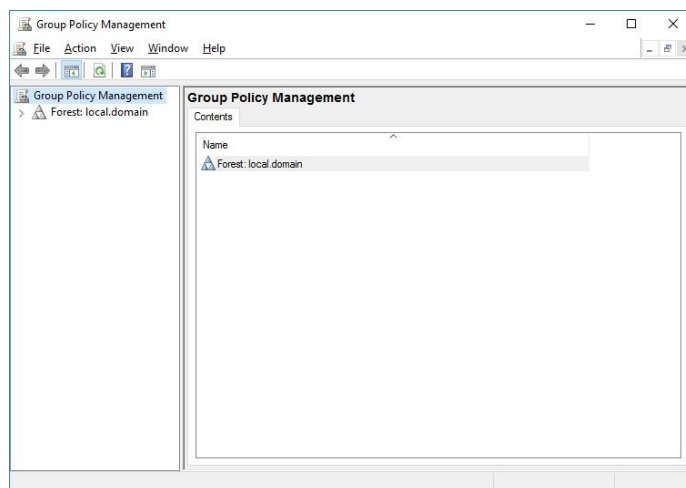 Group Policy Management
File Action View Window Help
Group Policy Management
Forest: local.domain
Group Policy Management
Contents
Name
Forest: local.domain